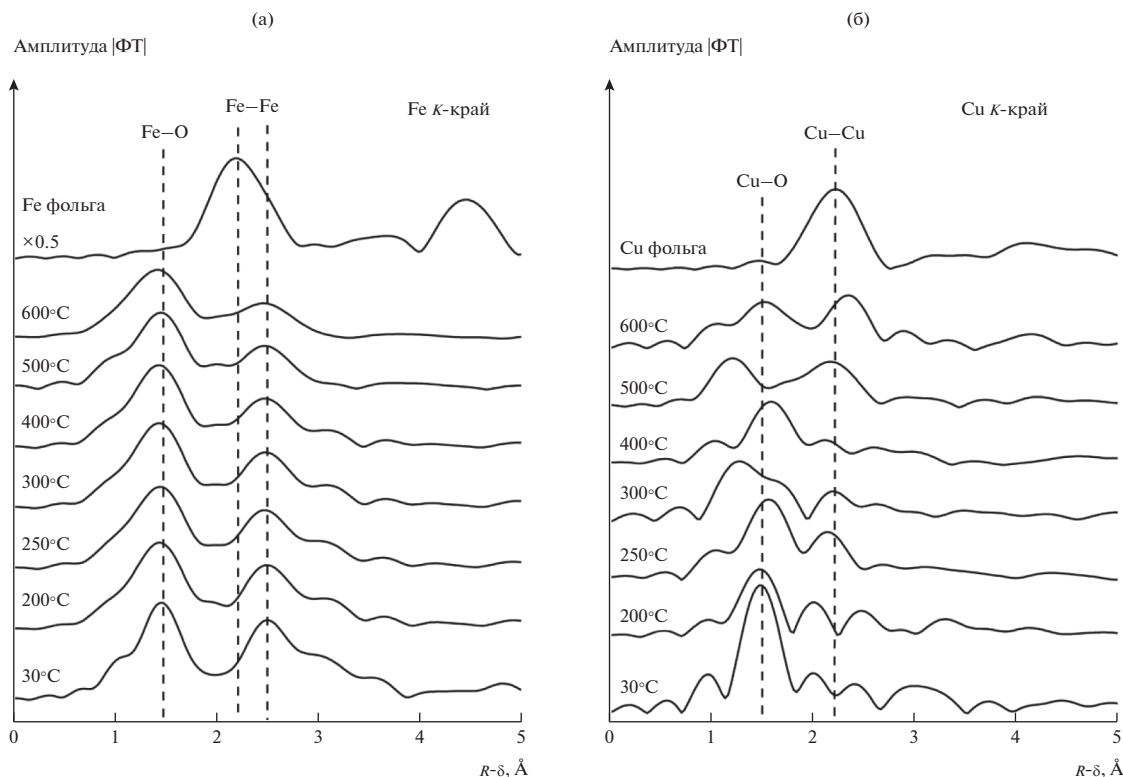 (а)
Амплитуда |ФТ|
Fe–Fe
Fe K-край
Fe–O
Fe фольга
×0.5
600°C
500°C
400°C
300°C
250°C
200°C
30°C
0 1 2 3 4 5
R-δ, Å
(б)
Амплитуда |ФТ|
Cu K-край
Cu–Cu
Cu–O
Cu фольга
600°C
500°C
400°C
300°C
250°C
200°C
30°C
0 1 2 3 4 5
R-δ, Å